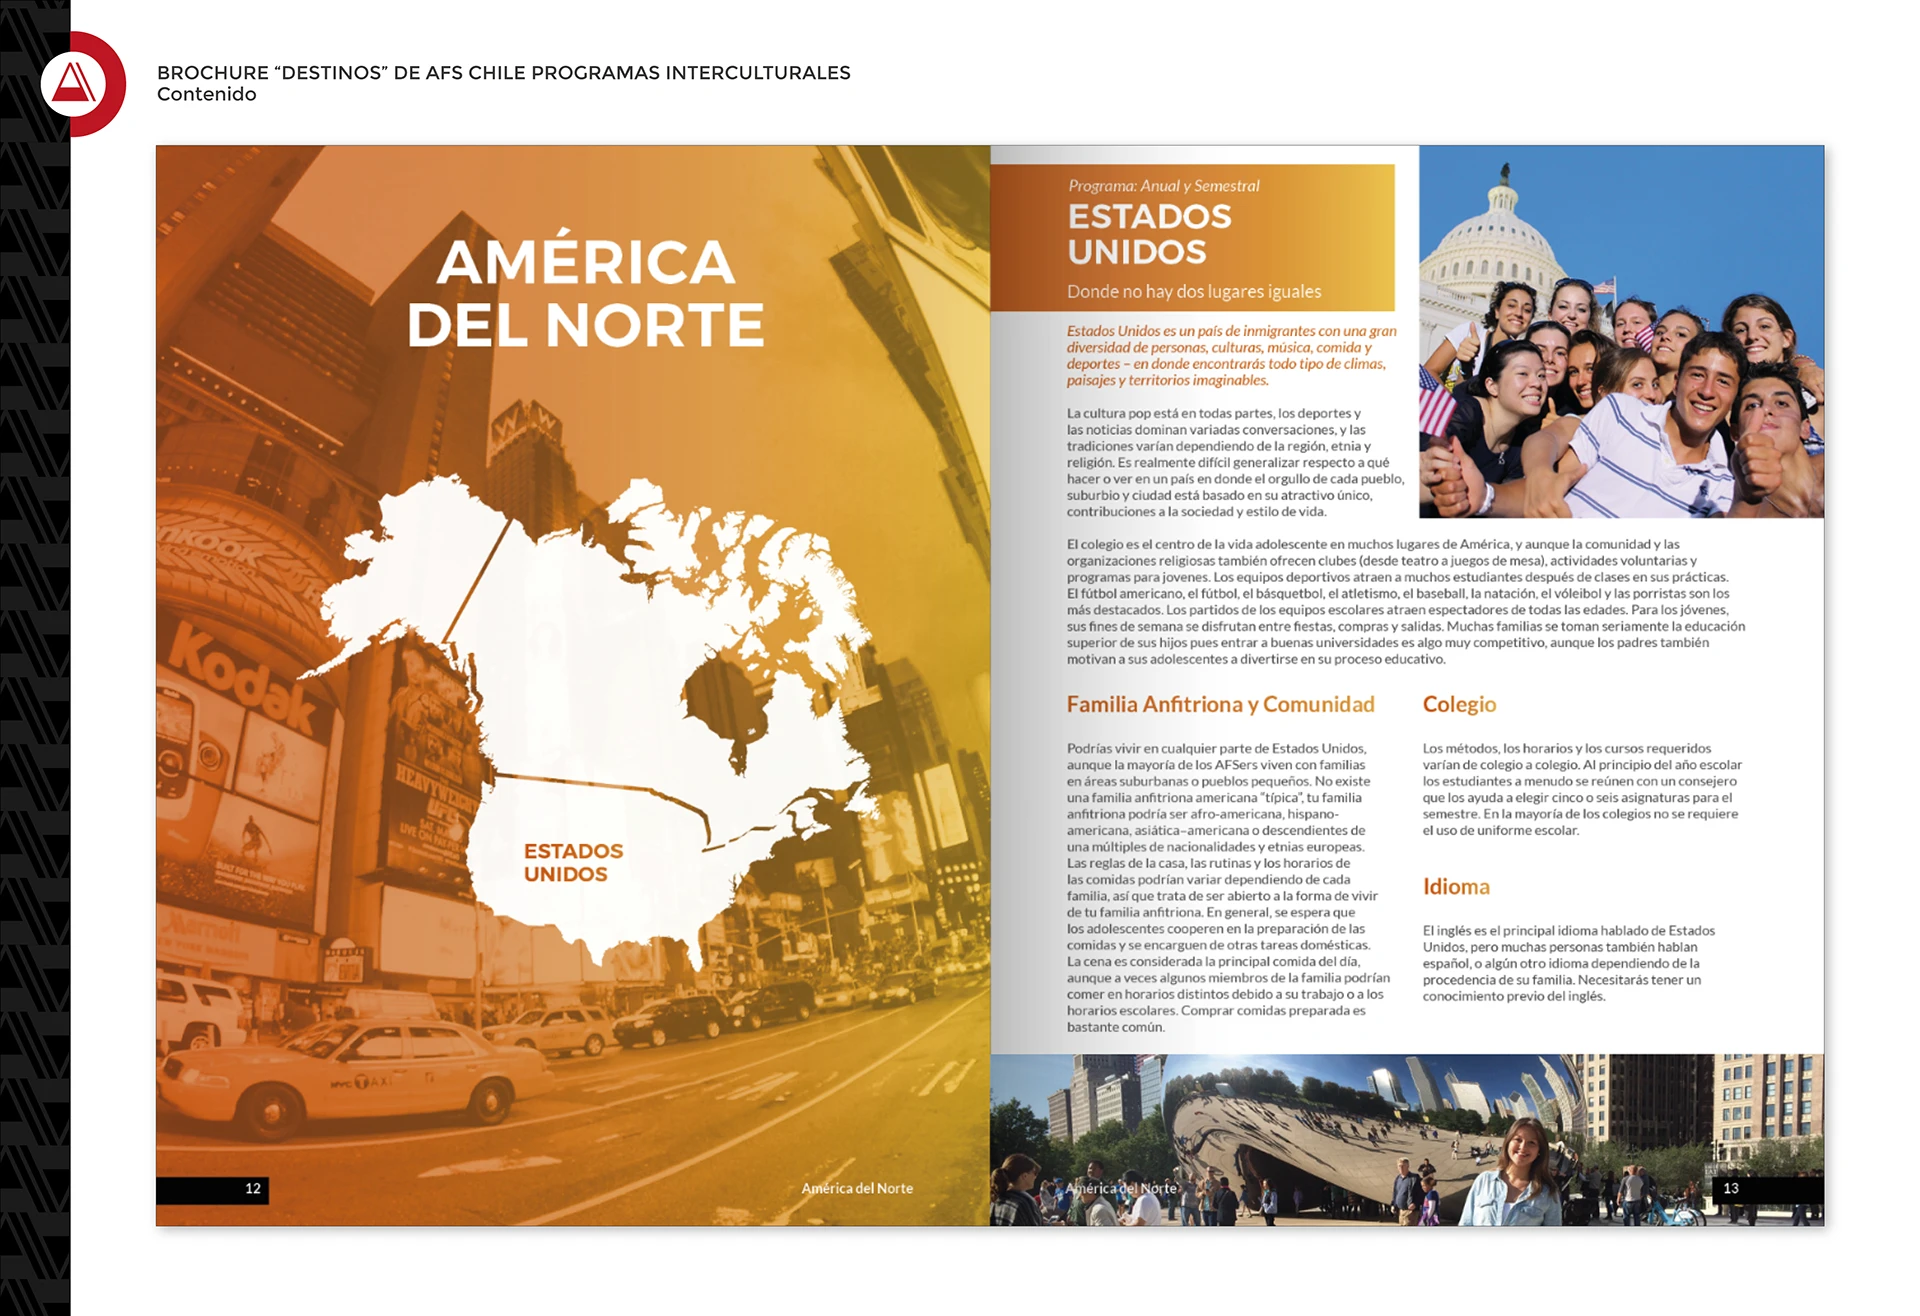 BROCHURE “DESTINOS” DE AFS CHILE PROGRAMAS INTERCULTURALES
Contenido
AMÉRICA
DEL NORTE
Kodak
HEAVYWEIGHT
NYC TAXI
Marriott
ESTADOS
UNIDOS
12
América del Norte
Programa: Anual y Semestral
ESTADOS
UNIDOS
Donde no hay dos lugares iguales
Estados Unidos es un país de inmigrantes con una gran
diversidad de personas, culturas, música, comida y
deportes – en donde encontrarás todo tipo de climas,
paisajes y territorios imaginables.
La cultura pop está en todas partes, los deportes y
las noticias dominan variadas conversaciones, y las
tradiciones varían dependiendo de la región, etnia y
religión. Es realmente difícil generalizar respecto a qué
hacer o ver en un país en donde el orgullo de cada pueblo,
suburbio y ciudad está basado en su atractivo único,
contribuciones a la sociedad y estilo de vida.
El colegio es el centro de la vida adolescente en muchos lugares de América, y aunque la comunidad y las
organizaciones religiosas también ofrecen clubes (desde teatro a juegos de mesa), actividades voluntarias y
programas para jovenes. Los equipos deportivos atraen a muchos estudiantes después de clases en sus prácticas.
El fútbol americano, el fútbol, el básquetbol, el atletismo, el baseball, la natación, el vóleibol y las porristas son los
más destacados. Los partidos de los equipos escolares atraen espectadores de todas las edades. Para los jóvenes,
sus fines de semana se disfrutan entre fiestas, compras y salidas. Muchas familias se toman seriamente la educación
superior de sus hijos pues entrar a buenas universidades es algo muy competitivo, aunque los padres también
motivan a sus adolescentes a divertirse en su proceso educativo.
Familia Anfitriona y Comunidad
Podrías vivir en cualquier parte de Estados Unidos,
aunque la mayoría de los AFSers viven con familias
en áreas suburbanas o pueblos pequeños. No existe
una familia anfitriona americana “típica”, tu familia
anfitriona podría ser afro-americana, hispano-
americana, asiática–americana o descendientes de
una múltiples de nacionalidades y etnias europeas.
Las reglas de la casa, las rutinas y los horarios de
las comidas podrían variar dependiendo de cada
familia, así que trata de ser abierto a la forma de vivir
de tu familia anfitriona. En general, se espera que
los adolescentes cooperen en la preparación de las
comidas y se encarguen de otras tareas domésticas.
La cena es considerada la principal comida del día,
aunque a veces algunos miembros de la familia podrían
comer en horarios distintos debido a su trabajo o a los
horarios escolares. Comprar comidas preparada es
bastante común.
Colegio
Los métodos, los horarios y los cursos requeridos
varían de colegio a colegio. Al principio del año escolar
los estudiantes a menudo se reúnen con un consejero
que los ayuda a elegir cinco o seis asignaturas para el
semestre. En la mayoría de los colegios no se requiere
el uso de uniforme escolar.
Idioma
El inglés es el principal idioma hablado de Estados
Unidos, pero muchas personas también hablan
español, o algún otro idioma dependiendo de la
procedencia de su familia. Necesitarás tener un
conocimiento previo del inglés.
América del Norte
13